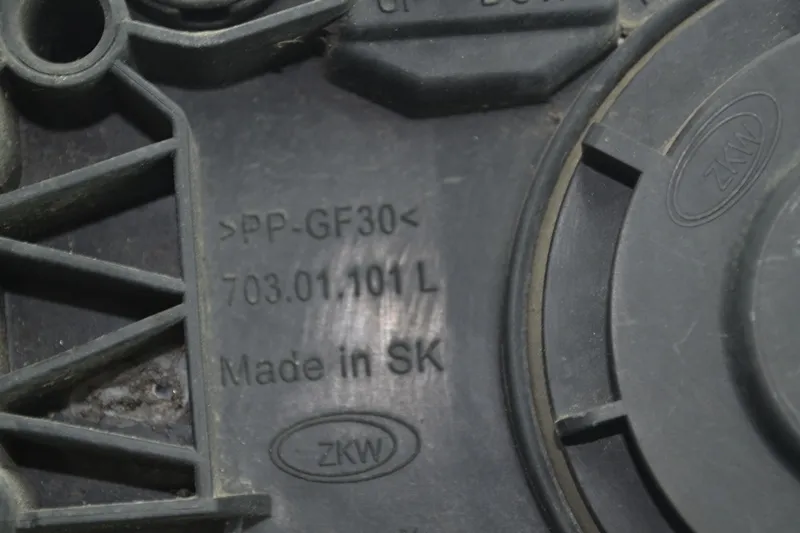 ZKW
>PP-GF30<
703.01.101 L
Made in SK
ZKW